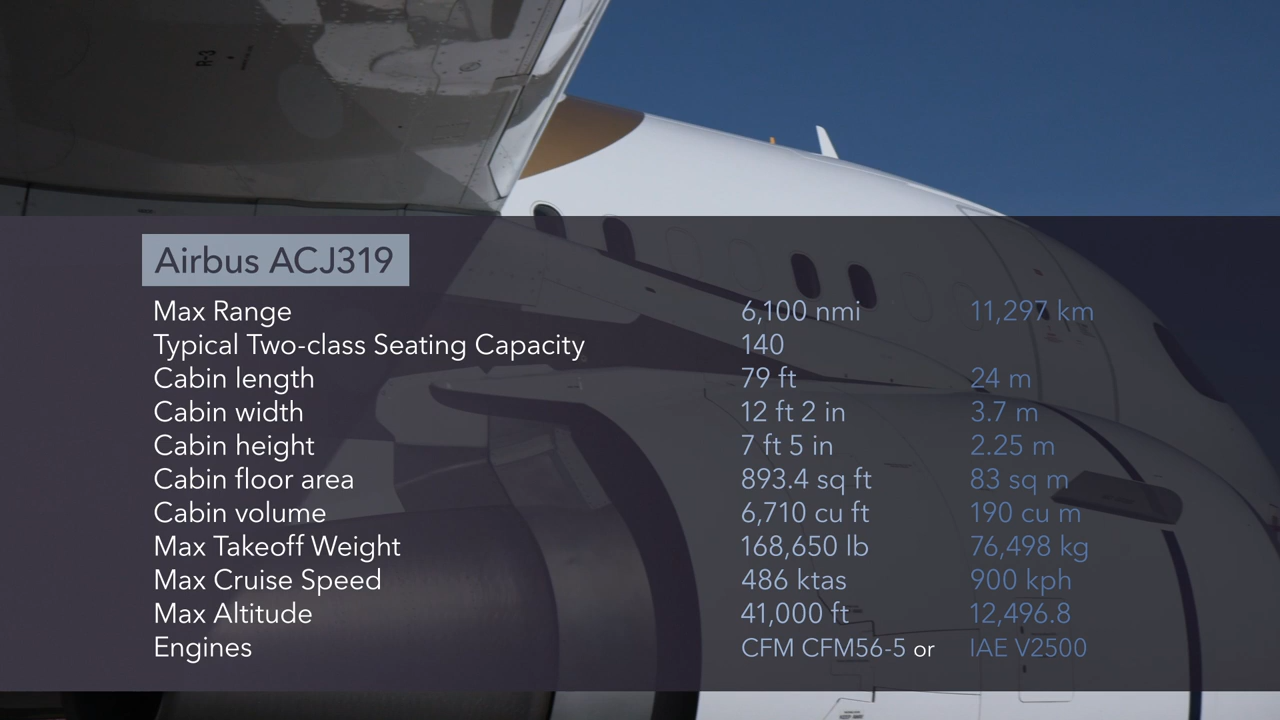 R-3
Airbus ACJ319
Max Range 6,100 nmi 11,297 km
Typical Two-class Seating Capacity 140
Cabin length 79 ft 24 m
Cabin width 12 ft 2 in 3.7 m
Cabin height 7 ft 5 in 2.25 m
Cabin floor area 893.4 sq ft 83 sq m
Cabin volume 6,710 cu ft 190 cu m
Max Takeoff Weight 168,650 lb 76,498 kg
Max Cruise Speed 486 ktas 900 kph
Max Altitude 41,000 ft 12,496.8
Engines CFM CFM56-5 or IAE V2500